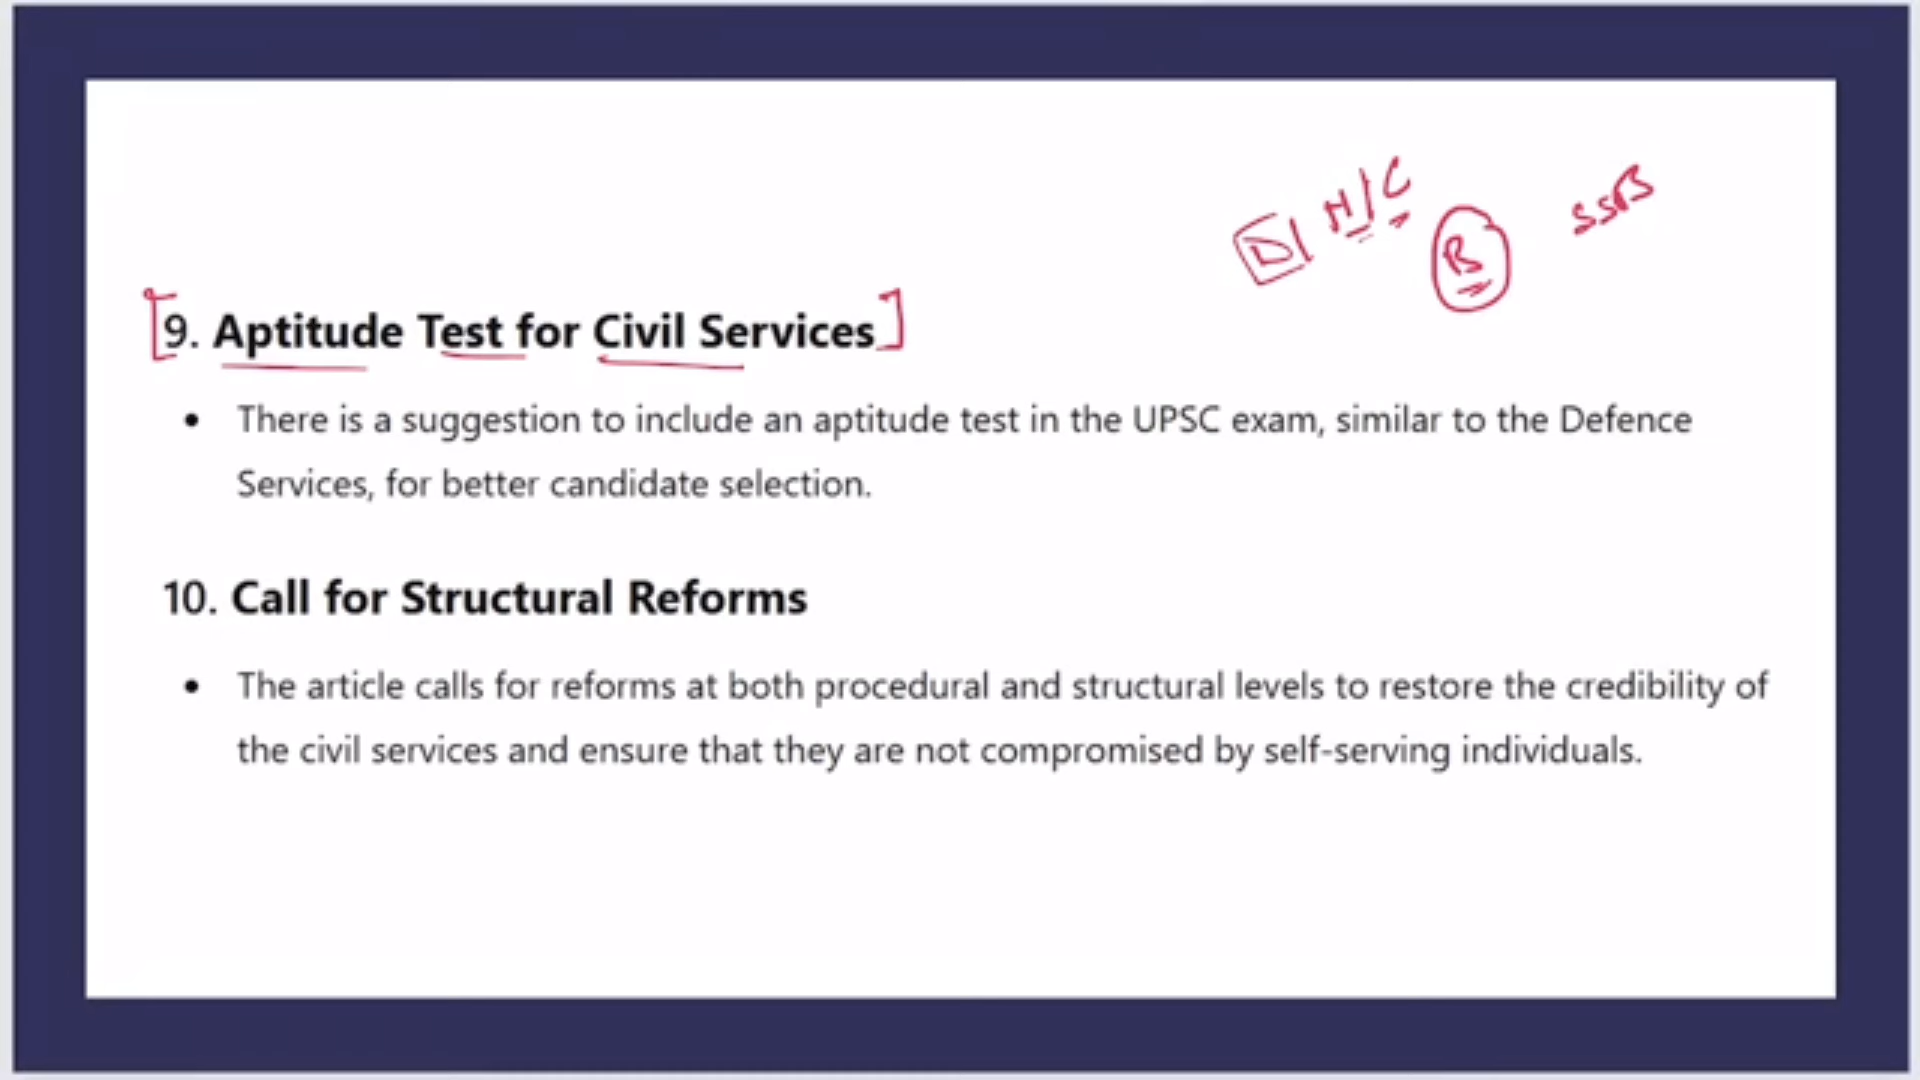 D | H | C
B
SSB
9. Aptitude Test for Civil Services
• There is a suggestion to include an aptitude test in the UPSC exam, similar to the Defence
Services, for better candidate selection.
10. Call for Structural Reforms
• The article calls for reforms at both procedural and structural levels to restore the credibility of
the civil services and ensure that they are not compromised by self-serving individuals.